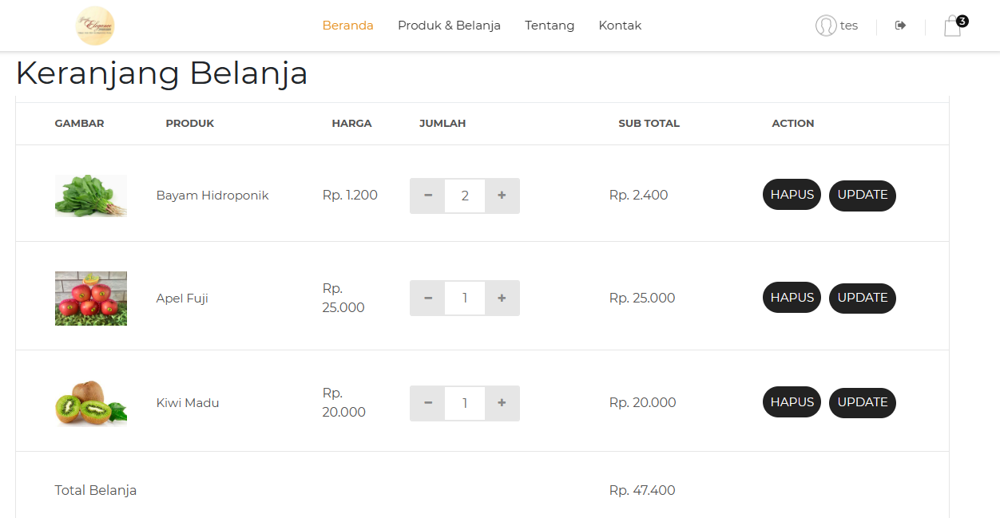 Elegance
Beranda Produk & Belanja Tentang Kontak tes 3
Keranjang Belanja
GAMBAR PRODUK HARGA JUMLAH SUB TOTAL ACTION
Bayam Hidroponik Rp. 1.200 − 2 + Rp. 2.400 HAPUS UPDATE
Apel Fuji Rp. 25.000 − 1 + Rp. 25.000 HAPUS UPDATE
Kiwi Madu Rp. 20.000 − 1 + Rp. 20.000 HAPUS UPDATE
Total Belanja Rp. 47.400